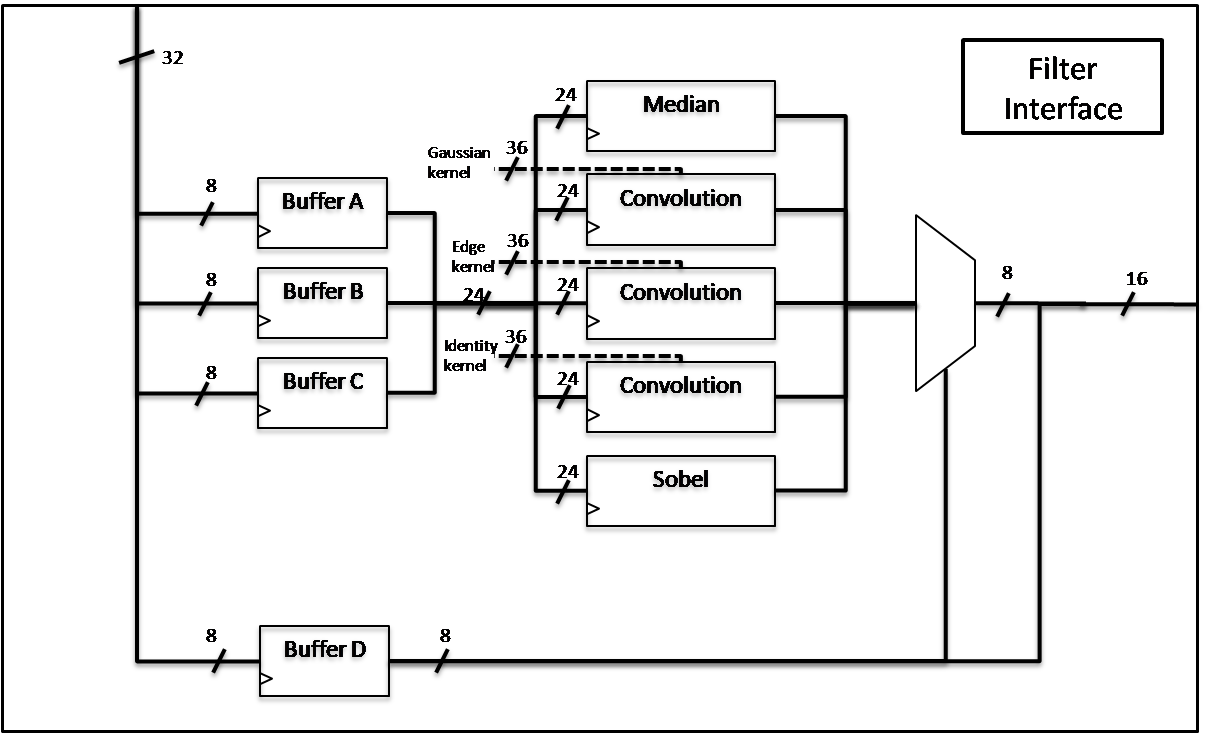 32
Filter
Interface
24
Median
Gaussian
kernel
36
8
Buffer A
24
Convolution
Edge
kernel
36
8
Buffer B
24
24
Convolution
8
16
Identity
kernel
36
8
Buffer C
24
Convolution
24
Sobel
8
Buffer D
8